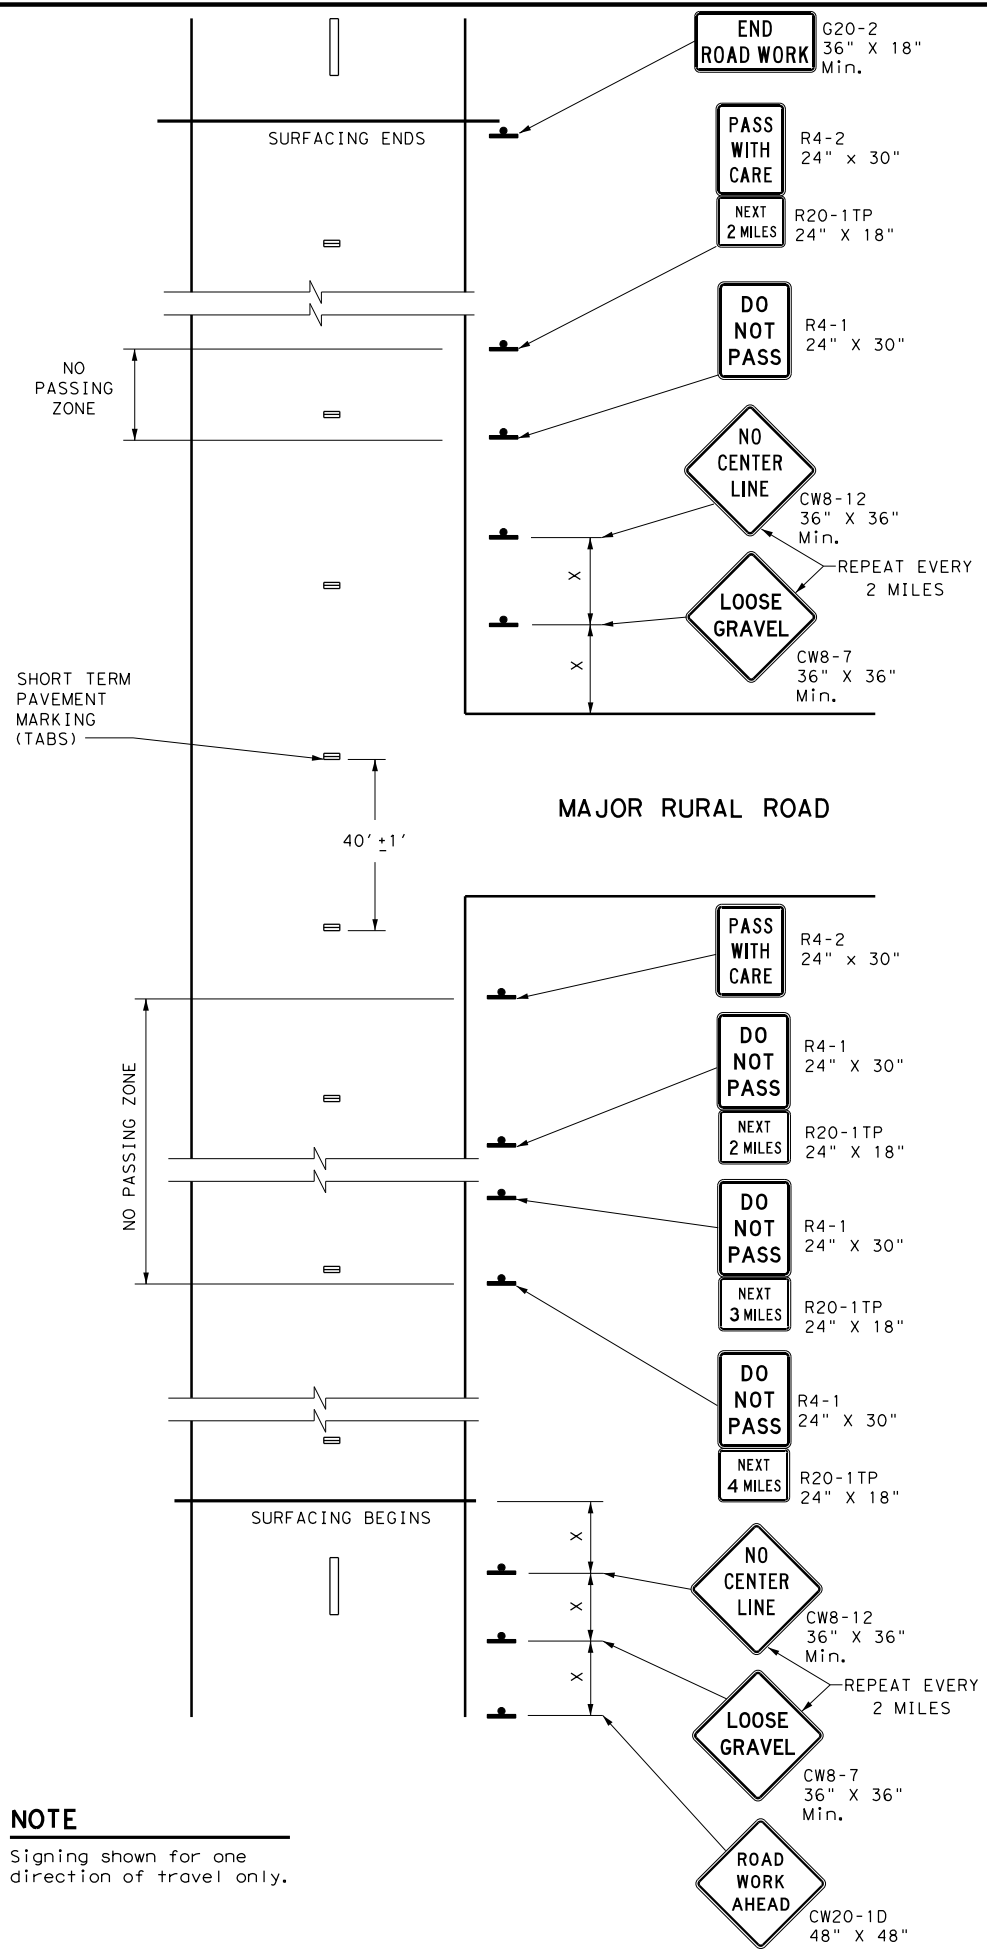 END
ROAD WORK
G20-2
36" X 18"
Min.
SURFACING ENDS
PASS
WITH
CARE
R4-2
24" x 30"
NEXT
2 MILES
R20-1TP
24" X 18"
DO
NOT
PASS
R4-1
24" X 30"
NO
PASSING
ZONE
NO
CENTER
LINE
CW8-12
36" X 36"
Min.
REPEAT EVERY
2 MILES
X
LOOSE
GRAVEL
CW8-7
36" X 36"
Min.
X
SHORT TERM
PAVEMENT
MARKING
(TABS)
MAJOR RURAL ROAD
40' ±1'
PASS
WITH
CARE
R4-2
24" x 30"
DO
NOT
PASS
R4-1
24" X 30"
NEXT
2 MILES
R20-1TP
24" X 18"
NO PASSING ZONE
DO
NOT
PASS
R4-1
24" X 30"
NEXT
3 MILES
R20-1TP
24" X 18"
DO
NOT
PASS
R4-1
24" X 30"
NEXT
4 MILES
R20-1TP
24" X 18"
SURFACING BEGINS
X
NO
CENTER
LINE
CW8-12
36" X 36"
Min.
X
REPEAT EVERY
2 MILES
X
LOOSE
GRAVEL
CW8-7
36" X 36"
Min.
NOTE
Signing shown for one
direction of travel only.
ROAD
WORK
AHEAD
CW20-1D
48" X 48"